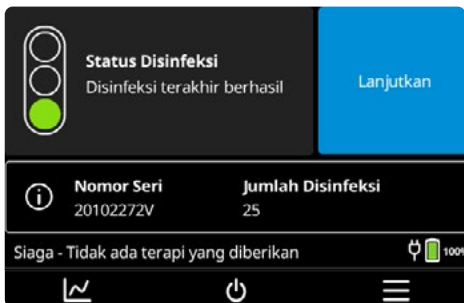 Status Disinfeksi
Disinfeksi terakhir berhasil
Lanjutkan
Nomor Seri
Jumlah Disinfeksi
20102272V
25
Siaga - Tidak ada terapi yang diberikan
100%